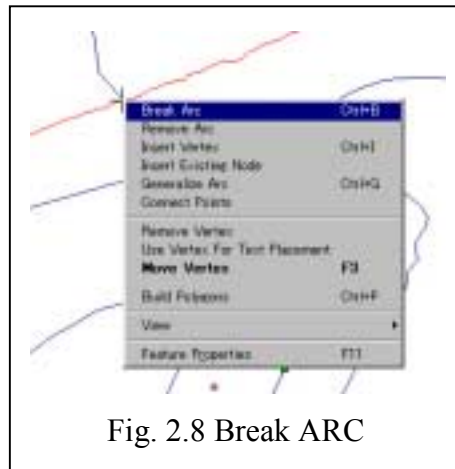 Break Arc Ctrl+B
Remove Arc
Insert Vertex Ctrl+I
Insert Existing Node
Generalize Arc Ctrl+G
Connect Points
Remove Vertex
Use Vertex For Text Placement
Move Vertex F3
Build Polygons Ctrl+P
View
Feature Properties F11
Fig. 2.8 Break ARC